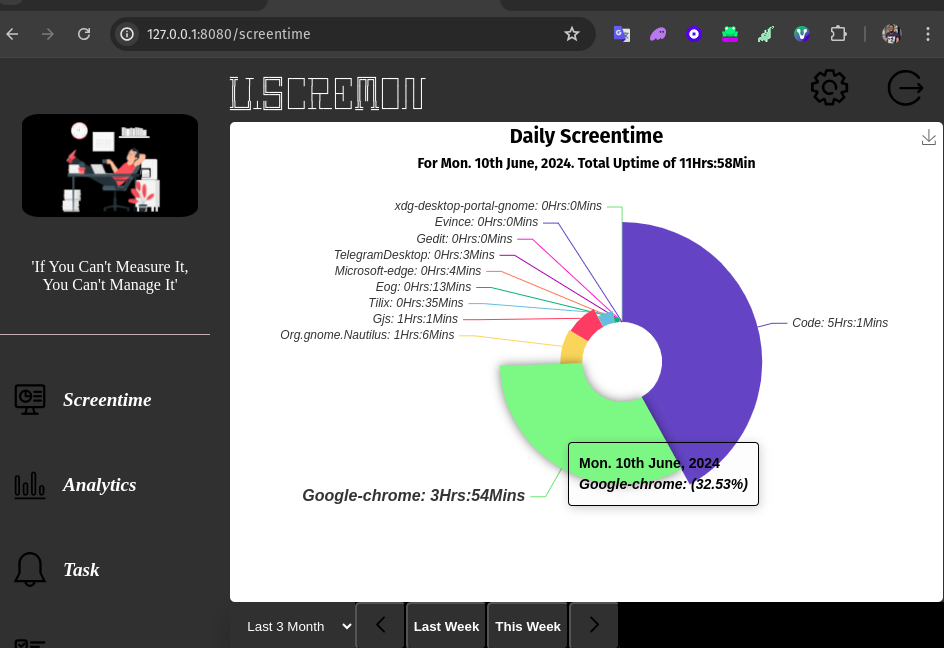 127.0.0.1:8080/screentime
LISCREMON
'If You Can't Measure It,
You Can't Manage It'
Screentime
Analytics
Task
Daily Screentime
For Mon. 10th June, 2024. Total Uptime of 11Hrs:58Min
xdg-desktop-portal-gnome: 0Hrs:0Mins
Evince: 0Hrs:0Mins
Gedit: 0Hrs:0Mins
TelegramDesktop: 0Hrs:3Mins
Microsoft-edge: 0Hrs:4Mins
Eog: 0Hrs:13Mins
Tilix: 0Hrs:35Mins
Gjs: 1Hrs:1Mins
Org.gnome.Nautilus: 1Hrs:6Mins
Code: 5Hrs:1Mins
Google-chrome: 3Hrs:54Mins
Mon. 10th June, 2024
Google-chrome: (32.53%)
Last 3 Month
Last Week
This Week